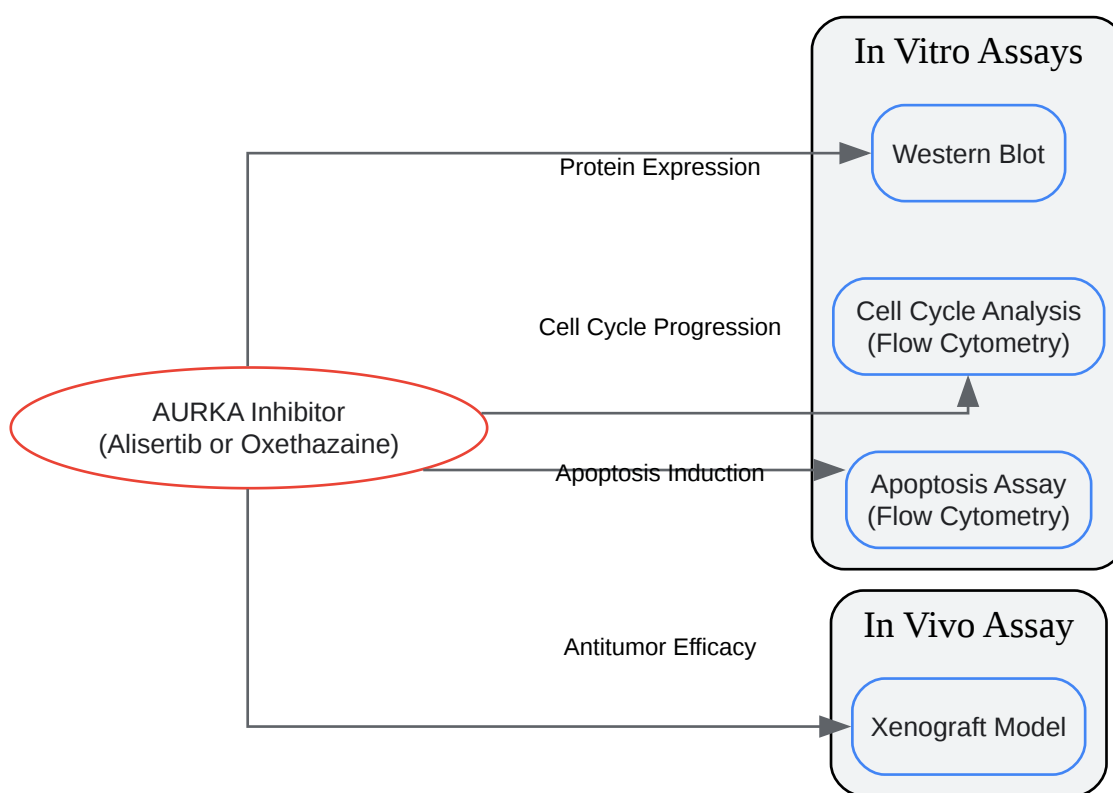 In Vitro Assays
Western Blot
Protein Expression
Cell Cycle Analysis
(Flow Cytometry)
Cell Cycle Progression
AURKA Inhibitor
(Alisertib or Oxethazaine)
Apoptosis Induction
Apoptosis Assay
(Flow Cytometry)
In Vivo Assay
Antitumor Efficacy
Xenograft Model